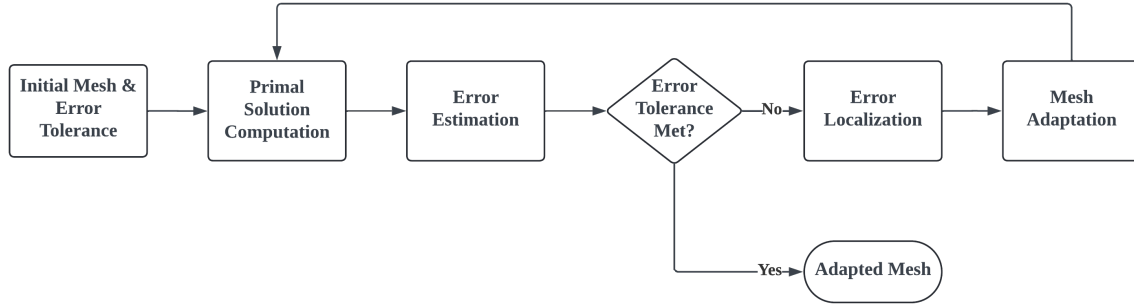 Initial Mesh &
Error
Tolerance
Primal
Solution
Computation
Error
Estimation
Error
Tolerance
Met?
No
Error
Localization
Mesh
Adaptation
Yes
Adapted Mesh